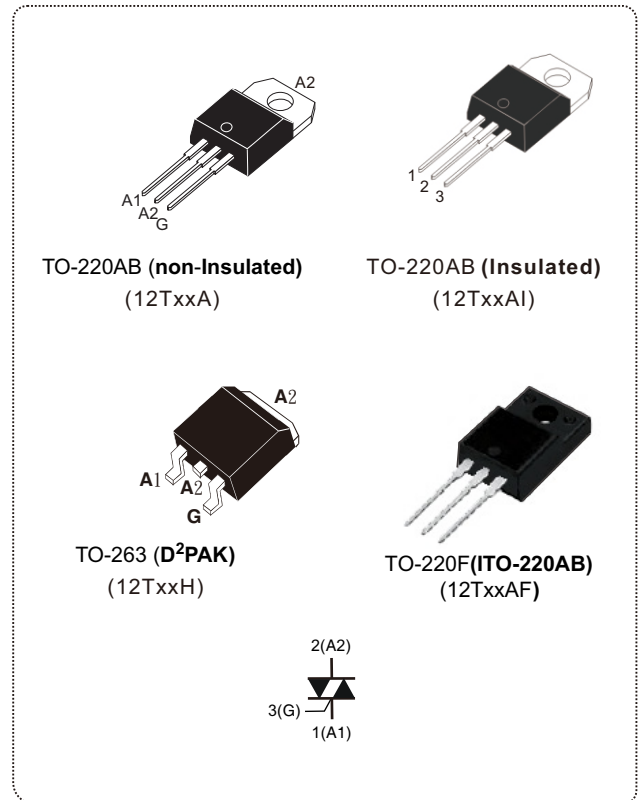 A2
A1
A2
G
1
2
3
TO-220AB (non-Insulated)
(12TxxA)
TO-220AB (Insulated)
(12TxxAI)
A2
A1
A2
G
TO-263 (D²PAK)
(12TxxH)
TO-220F(ITO-220AB)
(12TxxAF)
2(A2)
3(G)
1(A1)